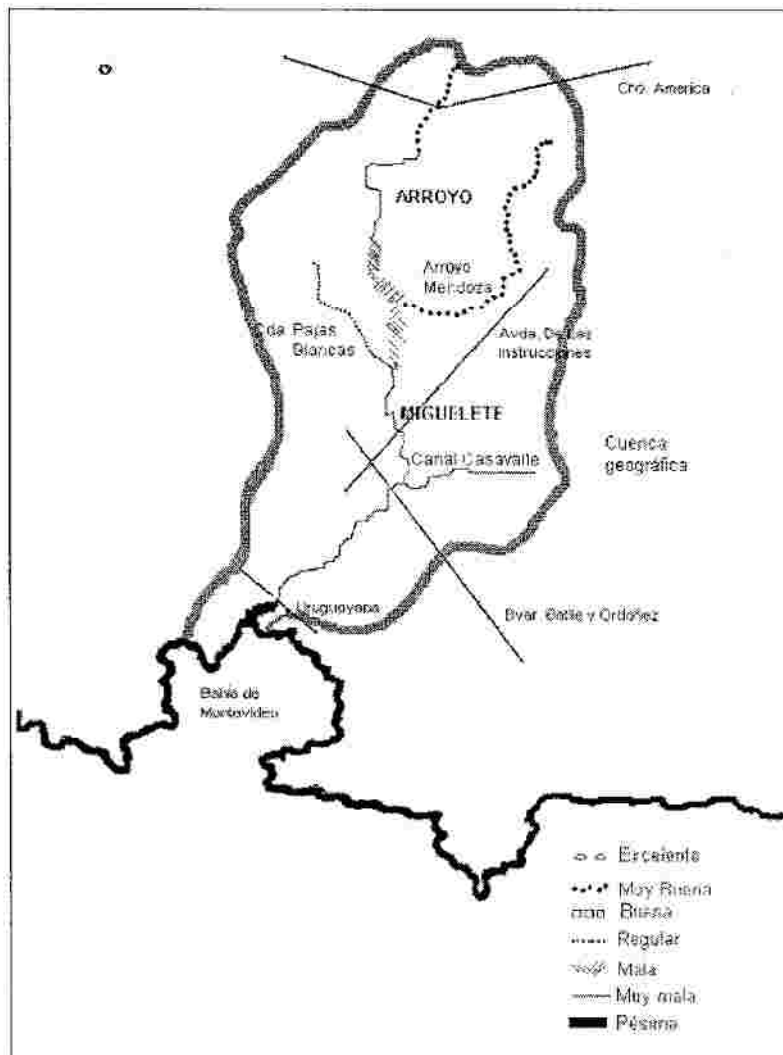 Cno. America
ARROYO
Arroyo
Mendoza
Cda. Pajas
Blancas
Avda. De Las
Instrucciones
MIGUELETE
Canal Casavalle
Cuenca
geográfica
Uruguayana
Bvar. Batlle y Ordóñez
Bahía de
Montevideo
Excelente
Muy Buena
Buena
Regular
Mala
Muy mala
Pésima